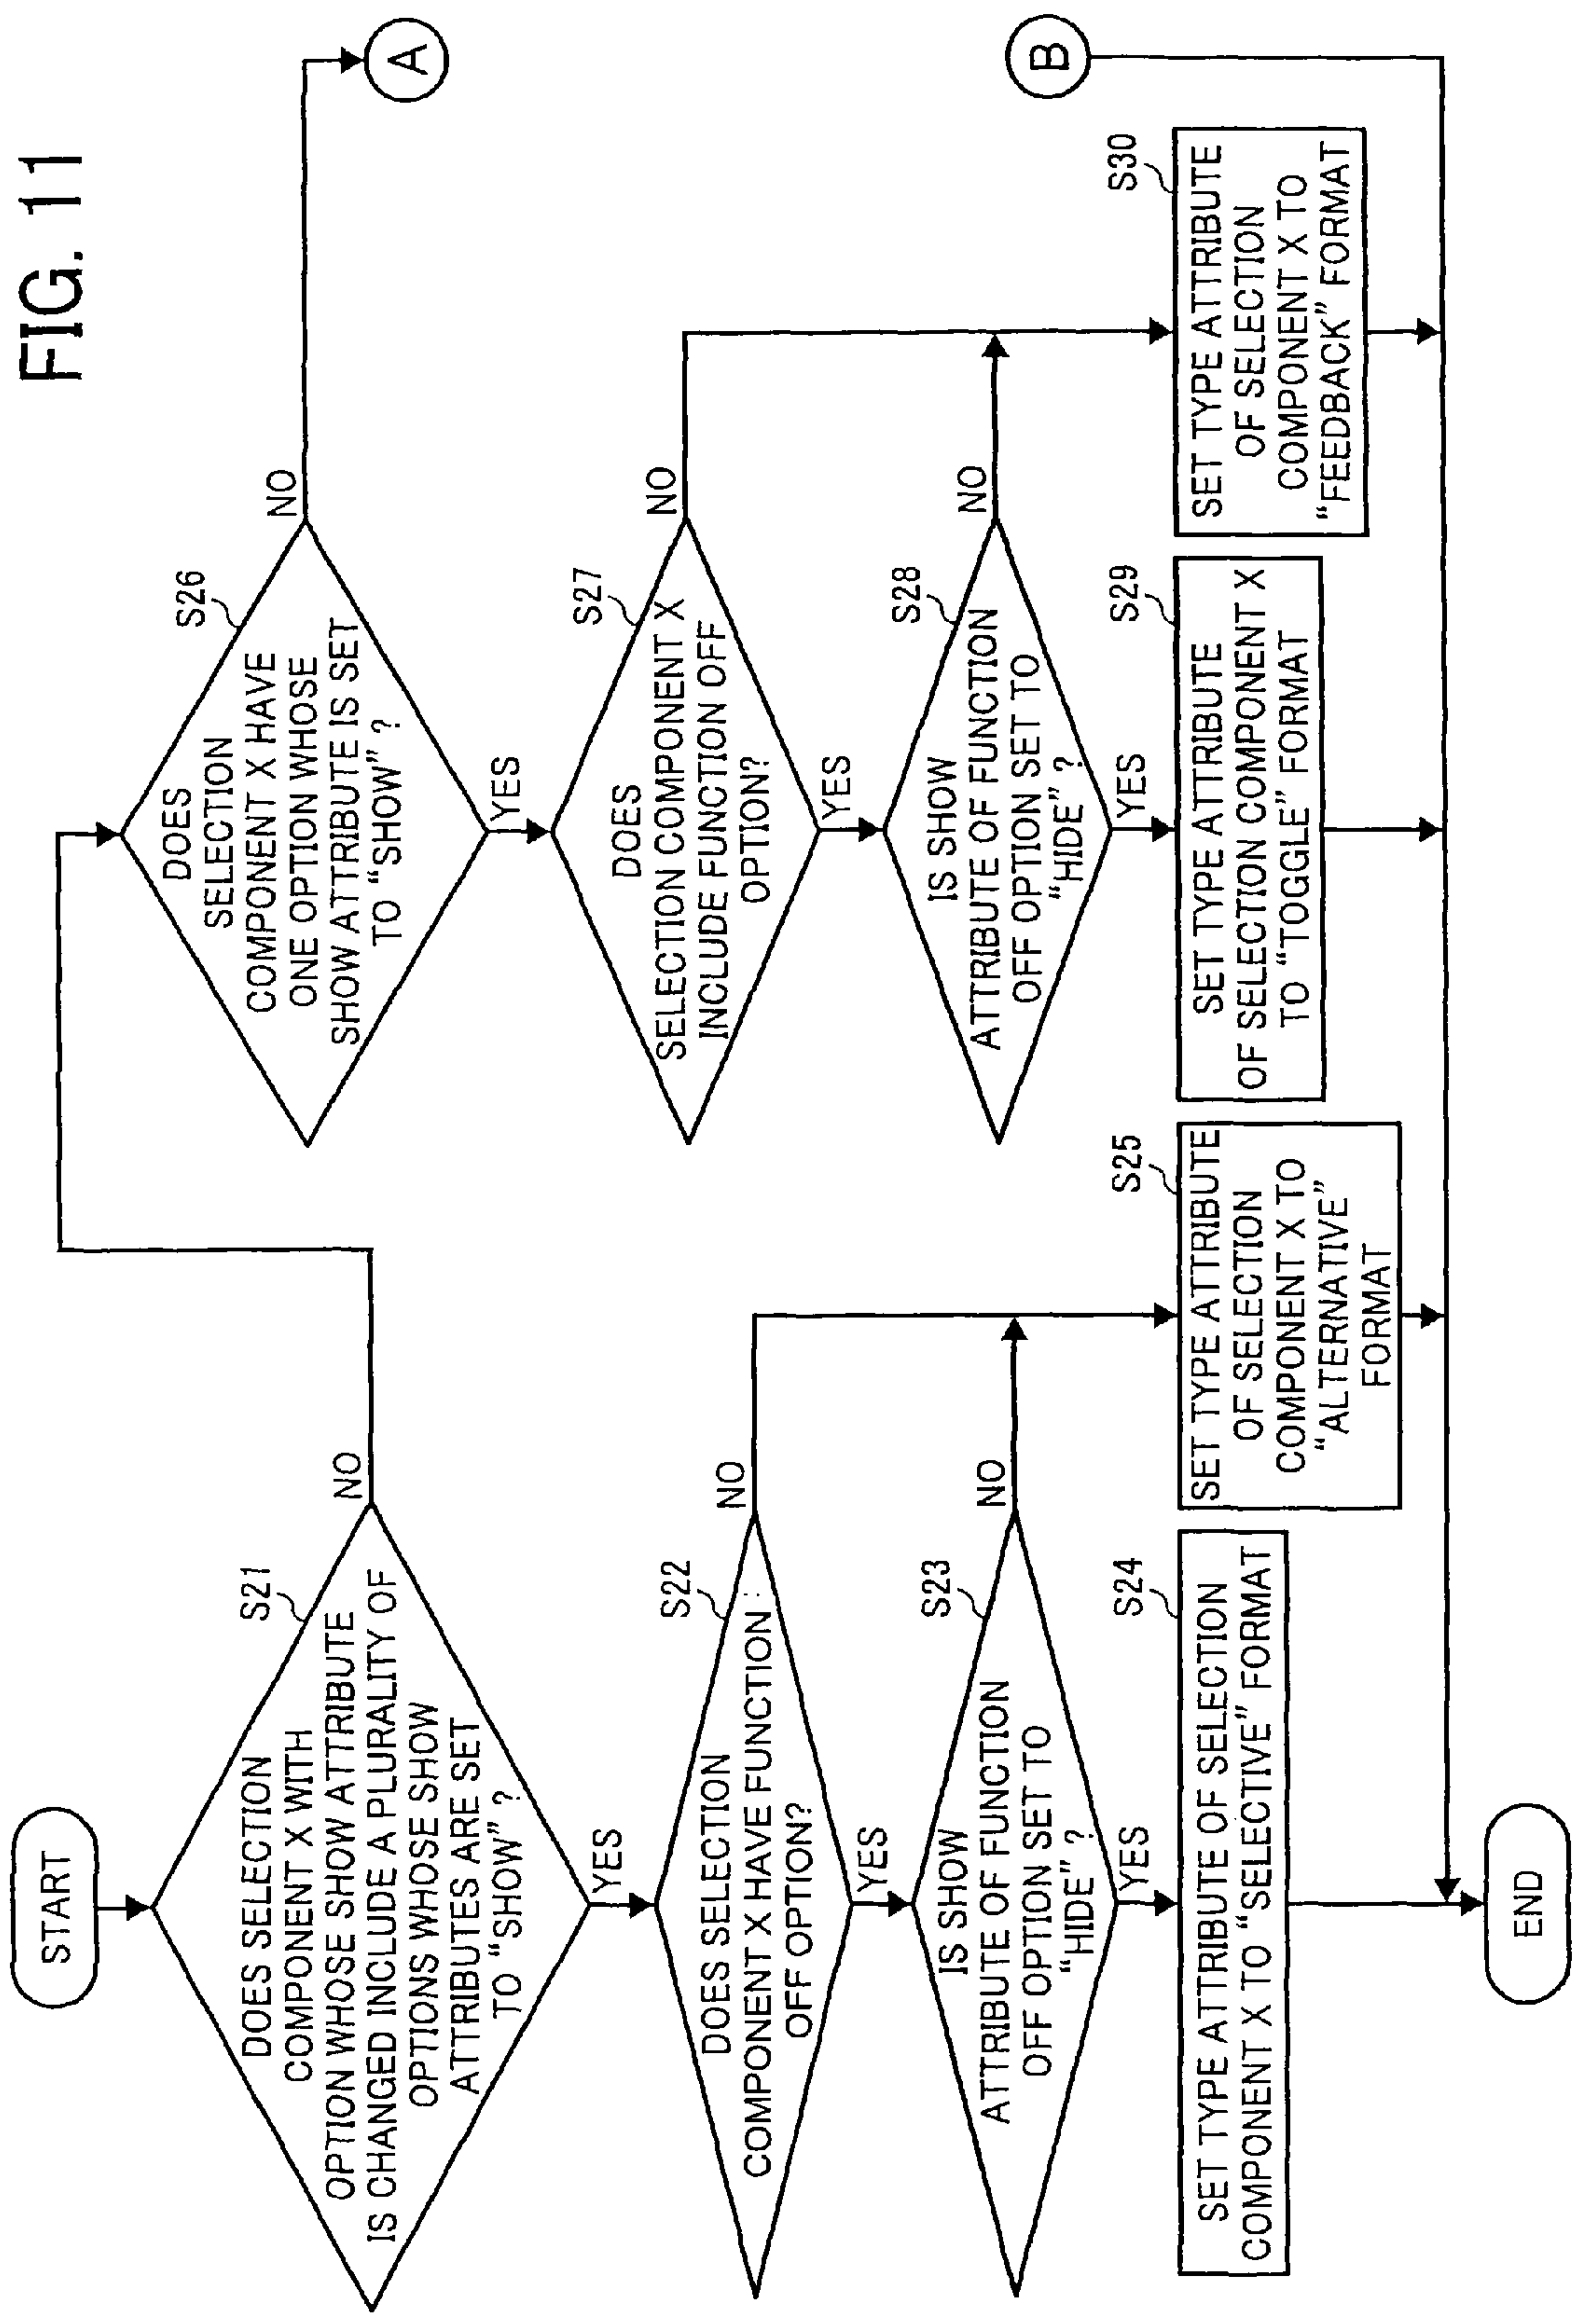 FIG. 11
START
S21
DOES SELECTION
COMPONENT X WITH
OPTION WHOSE SHOW ATTRIBUTE
IS CHANGED INCLUDE A PLURALITY OF
OPTIONS WHOSE SHOW
ATTRIBUTES ARE SET
TO “SHOW” ?
NO
YES
S22
DOES SELECTION
COMPONENT X HAVE FUNCTION
OFF OPTION?
NO
YES
S23
IS SHOW
ATTRIBUTE OF FUNCTION
OFF OPTION SET TO
“HIDE” ?
NO
YES
S24
SET TYPE ATTRIBUTE OF SELECTION
COMPONENT X TO “SELECTIVE” FORMAT
S25
SET TYPE ATTRIBUTE
OF SELECTION
COMPONENT X TO
“ALTERNATIVE”
FORMAT
END
S26
DOES
SELECTION
COMPONENT X HAVE
ONE OPTION WHOSE
SHOW ATTRIBUTE IS SET
TO “SHOW” ?
NO
A
YES
S27
DOES
SELECTION COMPONENT X
INCLUDE FUNCTION OFF
OPTION?
NO
YES
S28
IS SHOW
ATTRIBUTE OF FUNCTION
OFF OPTION SET TO
“HIDE” ?
NO
YES
S29
SET TYPE ATTRIBUTE
OF SELECTION COMPONENT X
TO “TOGGLE” FORMAT
S30
SET TYPE ATTRIBUTE
OF SELECTION
COMPONENT X TO
“FEEDBACK” FORMAT
B